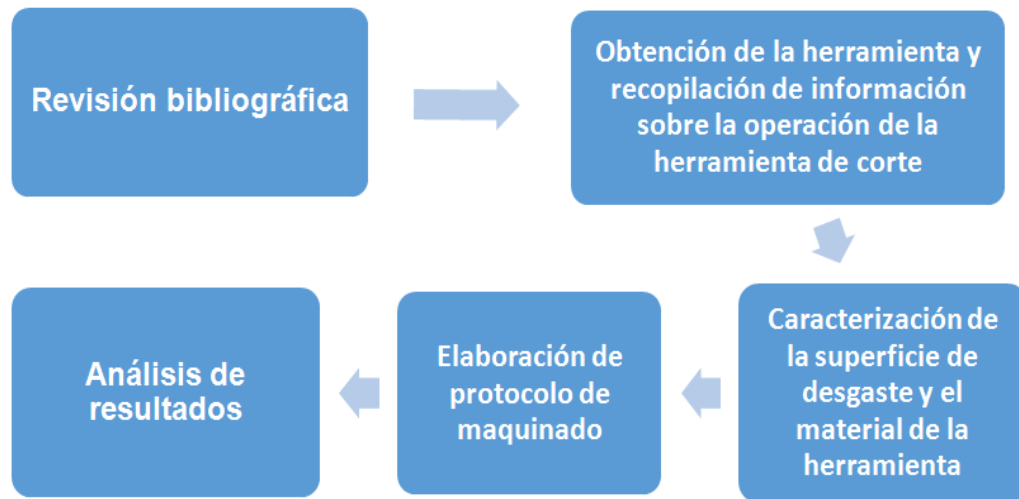 Revisión bibliográfica
Obtención de la herramienta y
recopilación de información
sobre la operación de la
herramienta de corte
Caracterización de
la superficie de
desgaste y el
material de la
herramienta
Elaboración de
protocolo de
maquinado
Análisis de
resultados